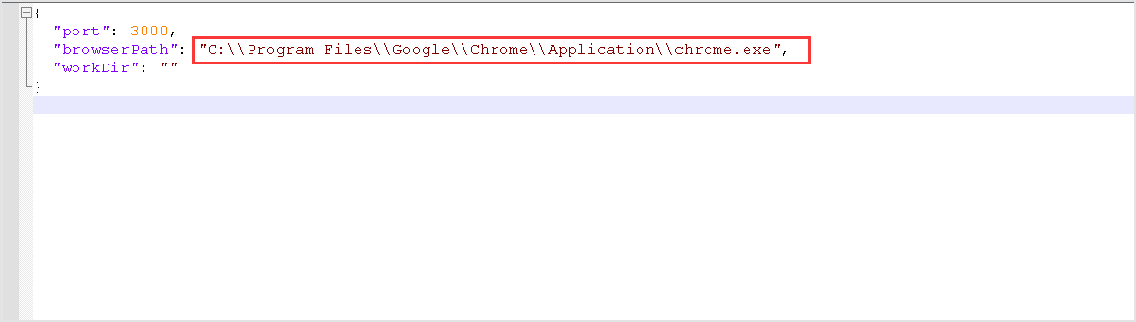 {
"port": 3000,
"browserPath": "C:\\Program Files\\Google\\Chrome\\Application\\chrome.exe",
"workDir": ""
}